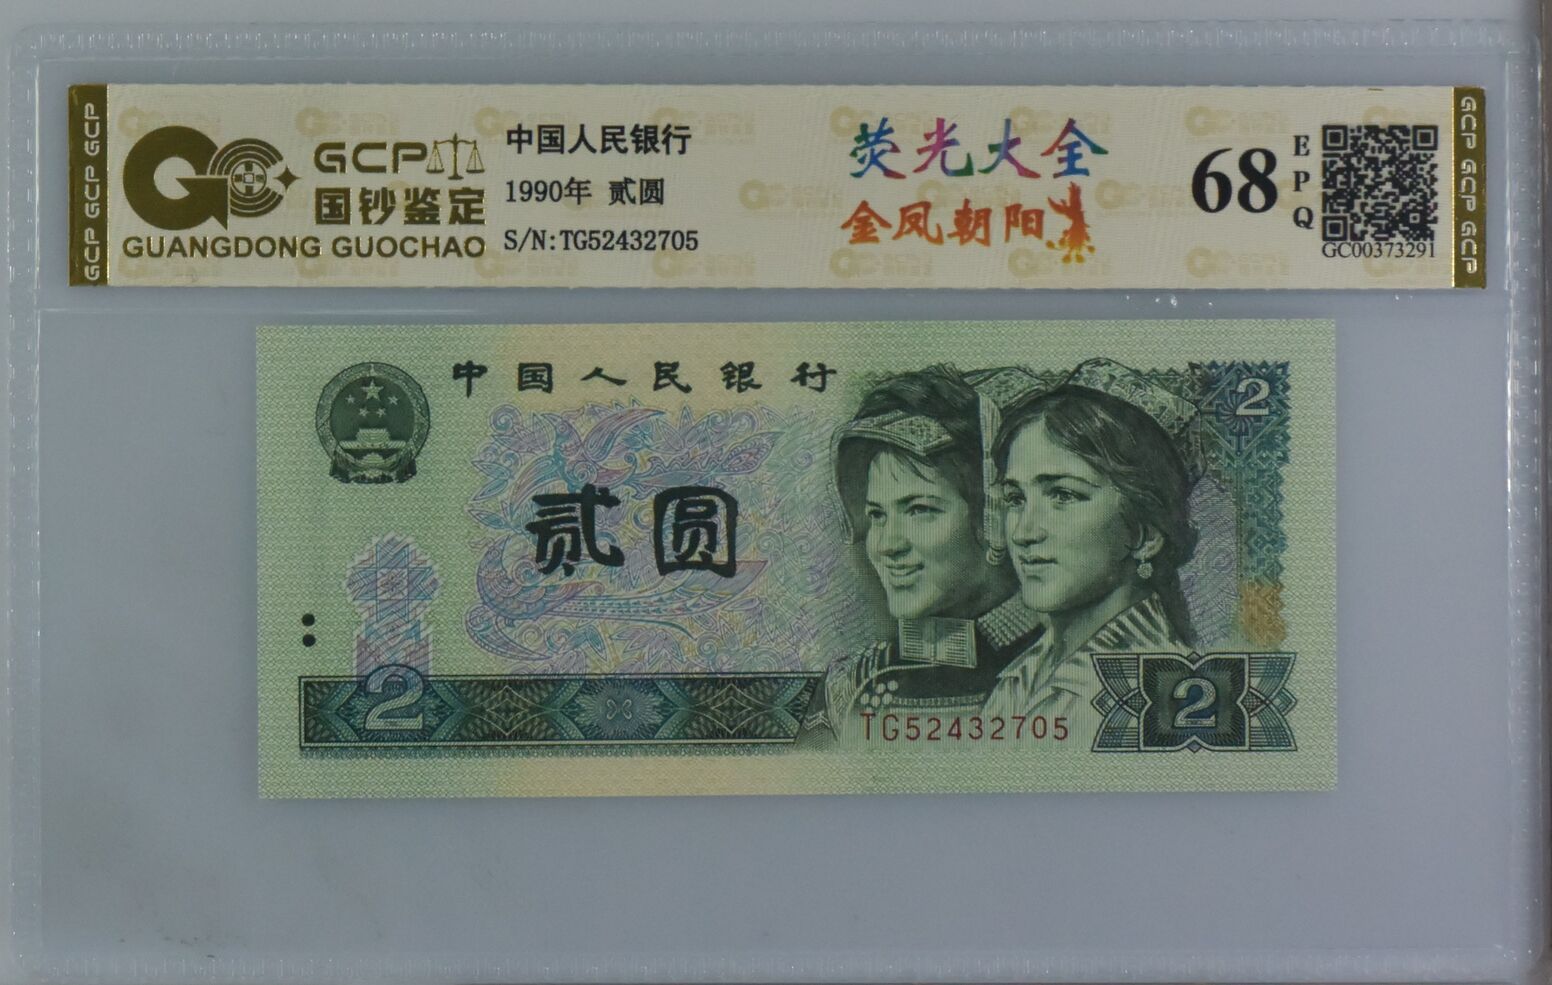 GCP GCP GCP
GCP
国钞鉴定
GUANGDONG GUOCHAO
中国人民银行
1990年 贰圆
S/N:TG52432705
荧光大全
金凤朝阳
68
EPQ
GC00373291
GCP GCP GCP
中国人民银行
2
贰圆
2
TG52432705
2